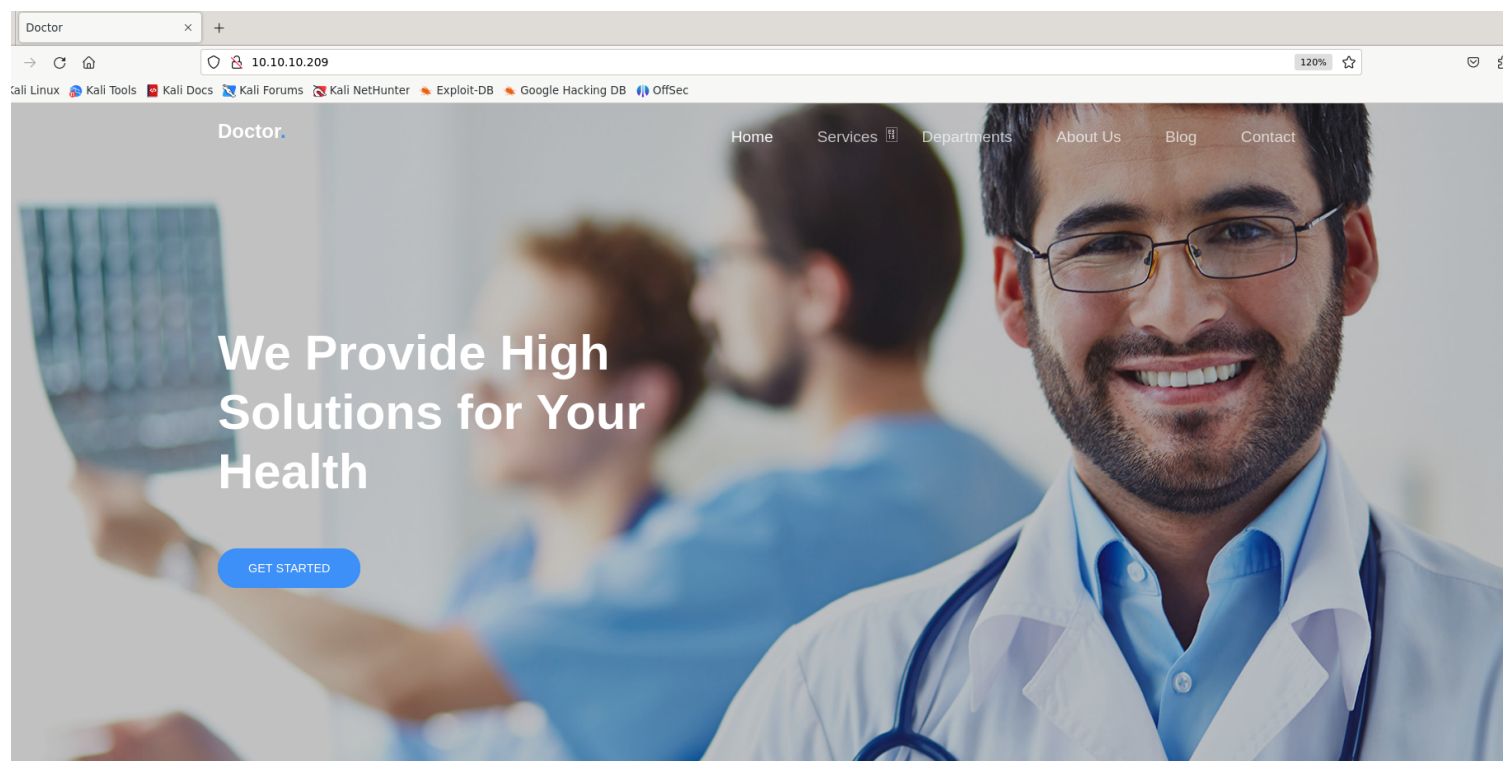 Doctor × +
10.10.10.209 120%
Kali Linux Kali Tools Kali Docs Kali Forums Kali NetHunter Exploit-DB Google Hacking DB OffSec
Doctor.
Home Services Departments About Us Blog Contact
We Provide High
Solutions for Your
Health
GET STARTED